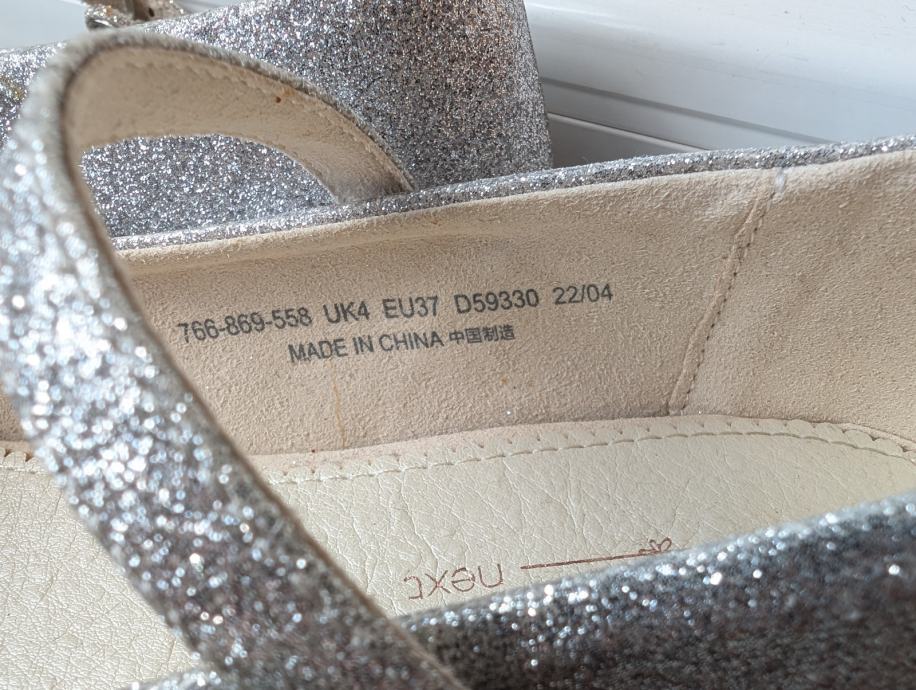 766-869-558 UK4 EU37 D59330 22/04
MADE IN CHINA 中国制造
next